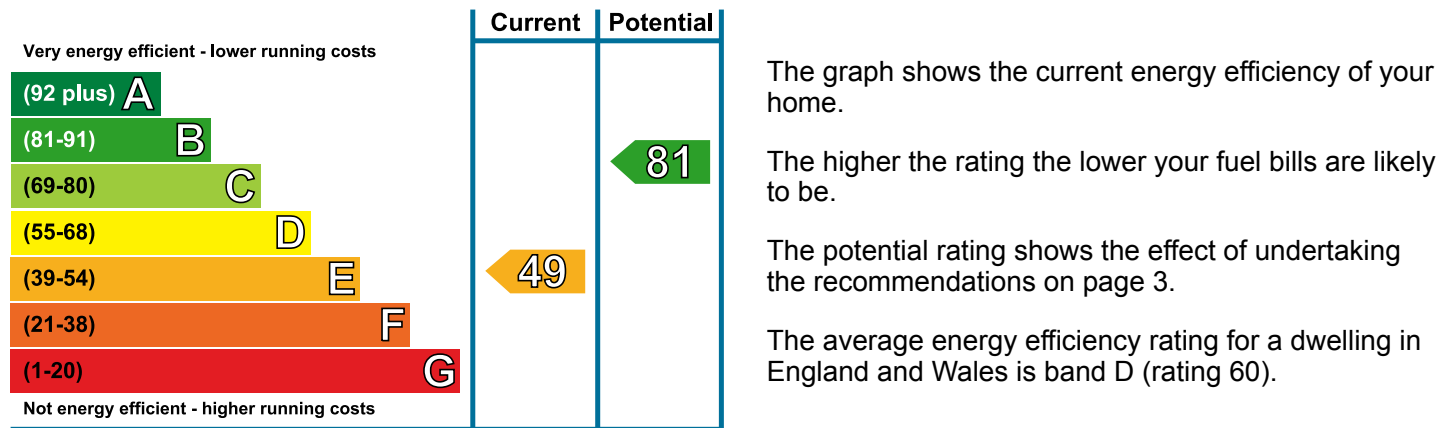 Current Potential
Very energy efficient - lower running costs
(92 plus) A
(81-91) B
81
(69-80) C
(55-68) D
(39-54) E
49
(21-38) F
(1-20) G
Not energy efficient - higher running costs
The graph shows the current energy efficiency of your
home.
The higher the rating the lower your fuel bills are likely
to be.
The potential rating shows the effect of undertaking
the recommendations on page 3.
The average energy efficiency rating for a dwelling in
England and Wales is band D (rating 60).